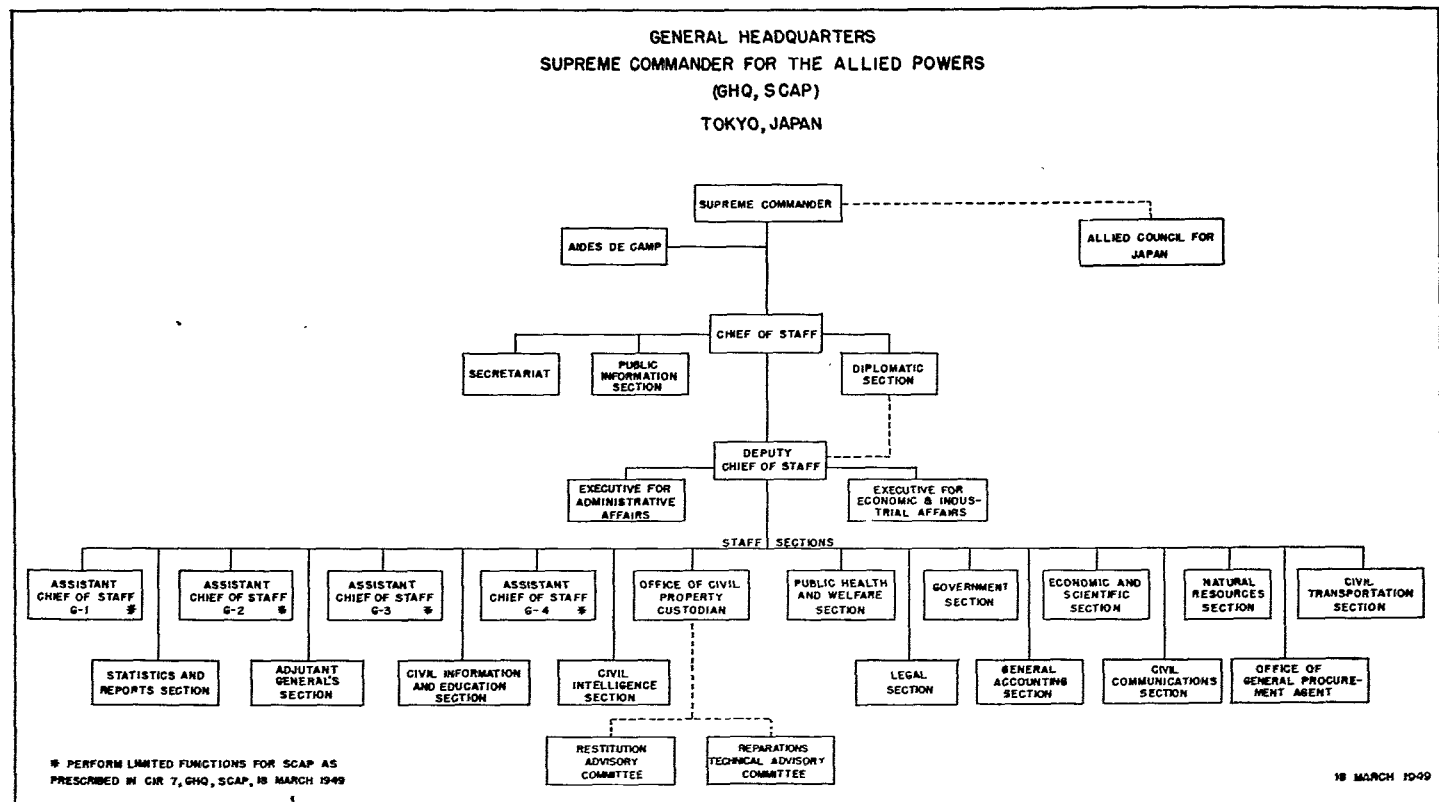 GENERAL HEADQUARTERS
SUPREME COMMANDER FOR THE ALLIED POWERS
(GHQ, SCAP)
TOKYO, JAPAN
SUPREME COMMANDER
AIDES DE CAMP
ALLIED COUNCIL FOR
JAPAN
CHIEF OF STAFF
SECRETARIAT
PUBLIC
INFORMATION
SECTION
DIPLOMATIC
SECTION
DEPUTY
CHIEF OF STAFF
EXECUTIVE FOR
ADMINISTRATIVE
AFFAIRS
EXECUTIVE FOR
ECONOMIC & INDUS-
TRIAL AFFAIRS
STAFF SECTIONS
ASSISTANT
CHIEF OF STAFF
G-1 *
ASSISTANT
CHIEF OF STAFF
G-2 *
ASSISTANT
CHIEF OF STAFF
G-3 *
ASSISTANT
CHIEF OF STAFF
G-4 *
OFFICE OF CIVIL
PROPERTY
CUSTODIAN
PUBLIC HEALTH
AND WELFARE
SECTION
GOVERNMENT
SECTION
ECONOMIC AND
SCIENTIFIC
SECTION
NATURAL
RESOURCES
SECTION
CIVIL
TRANSPORTATION
SECTION
STATISTICS AND
REPORTS SECTION
ADJUTANT
GENERAL'S
SECTION
CIVIL INFORMATION
AND EDUCATION
SECTION
CIVIL
INTELLIGENCE
SECTION
LEGAL
SECTION
GENERAL
ACCOUNTING
SECTION
CIVIL
COMMUNICATIONS
SECTION
OFFICE OF
GENERAL PROCURE-
MENT AGENT
RESTITUTION
ADVISORY
COMMITTEE
REPARATIONS
TECHNICAL ADVISORY
COMMITTEE
* PERFORM LIMITED FUNCTIONS FOR SCAP AS
PRESCRIBED IN CIR 7, GHQ, SCAP, 18 MARCH 1949
18 MARCH 1949